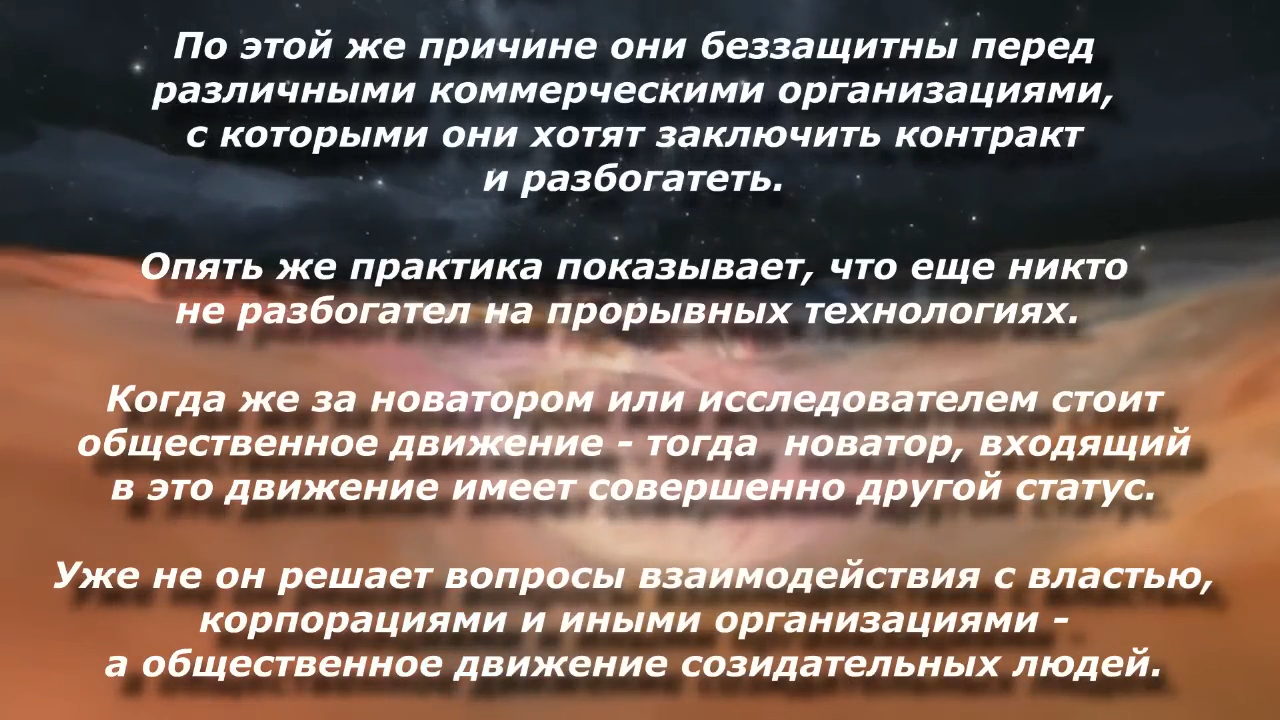 По этой же причине они беззащитны перед
различными коммерческими организациями,
с которыми они хотят заключить контракт
и разбогатеть.
Опять же практика показывает, что еще никто
не разбогател на прорывных технологиях.
Когда же за новатором или исследователем стоит
общественное движение - тогда  новатор, входящий
в это движение имеет совершенно другой статус.
Уже не он решает вопросы взаимодействия с властью,
корпорациями и иными организациями -
а общественное движение созидательных людей.